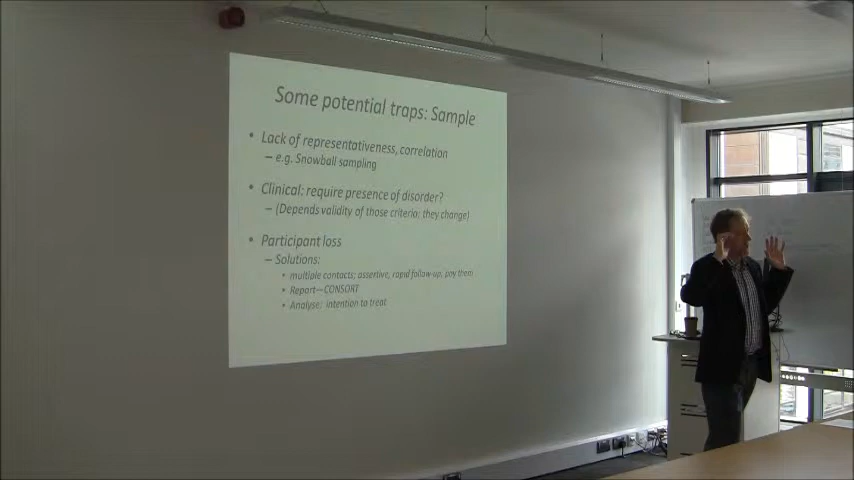 Some potential traps: Sample
• Lack of representativeness, correlation
– e.g. Snowball sampling
• Clinical: require presence of disorder?
– (Depends validity of those criteria; they change)
• Participant loss
– Solutions:
• multiple contacts; assertive, rapid follow-up, pay them
• Report—CONSORT
• Analyse: intention to treat